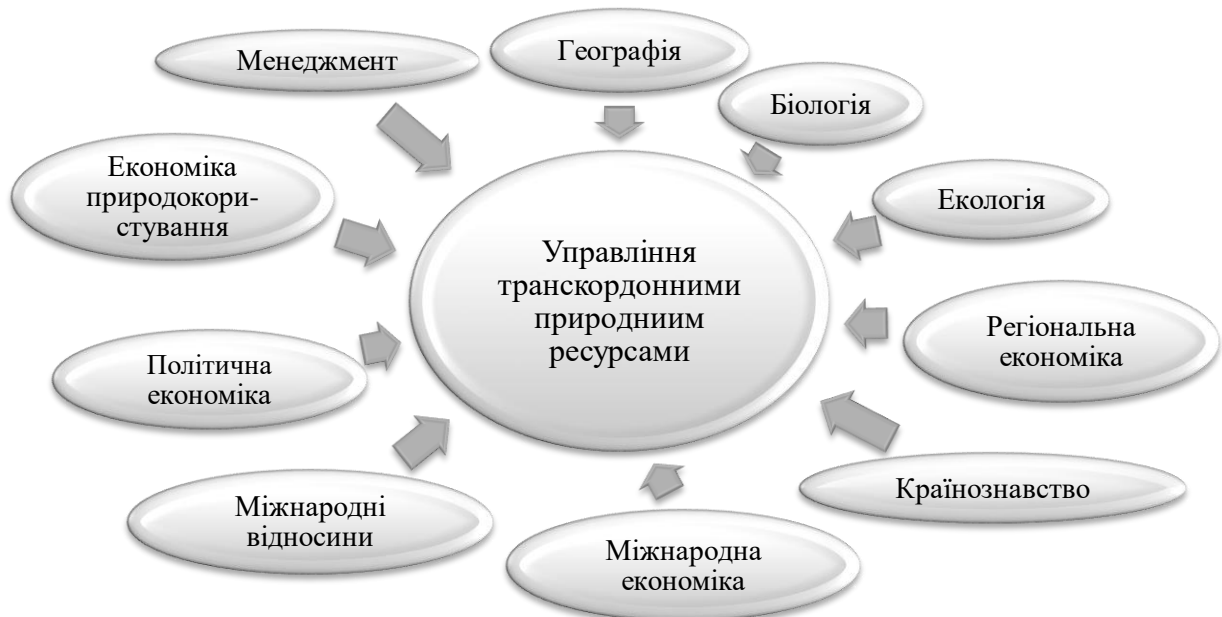 Менеджмент
Географія
Біологія
Економіка
природокори-
стування
Екологія
Управління
транскордонними
природниим
ресурсами
Регіональна
економіка
Політична
економіка
Країнознавство
Міжнародні
відносини
Міжнародна
економіка